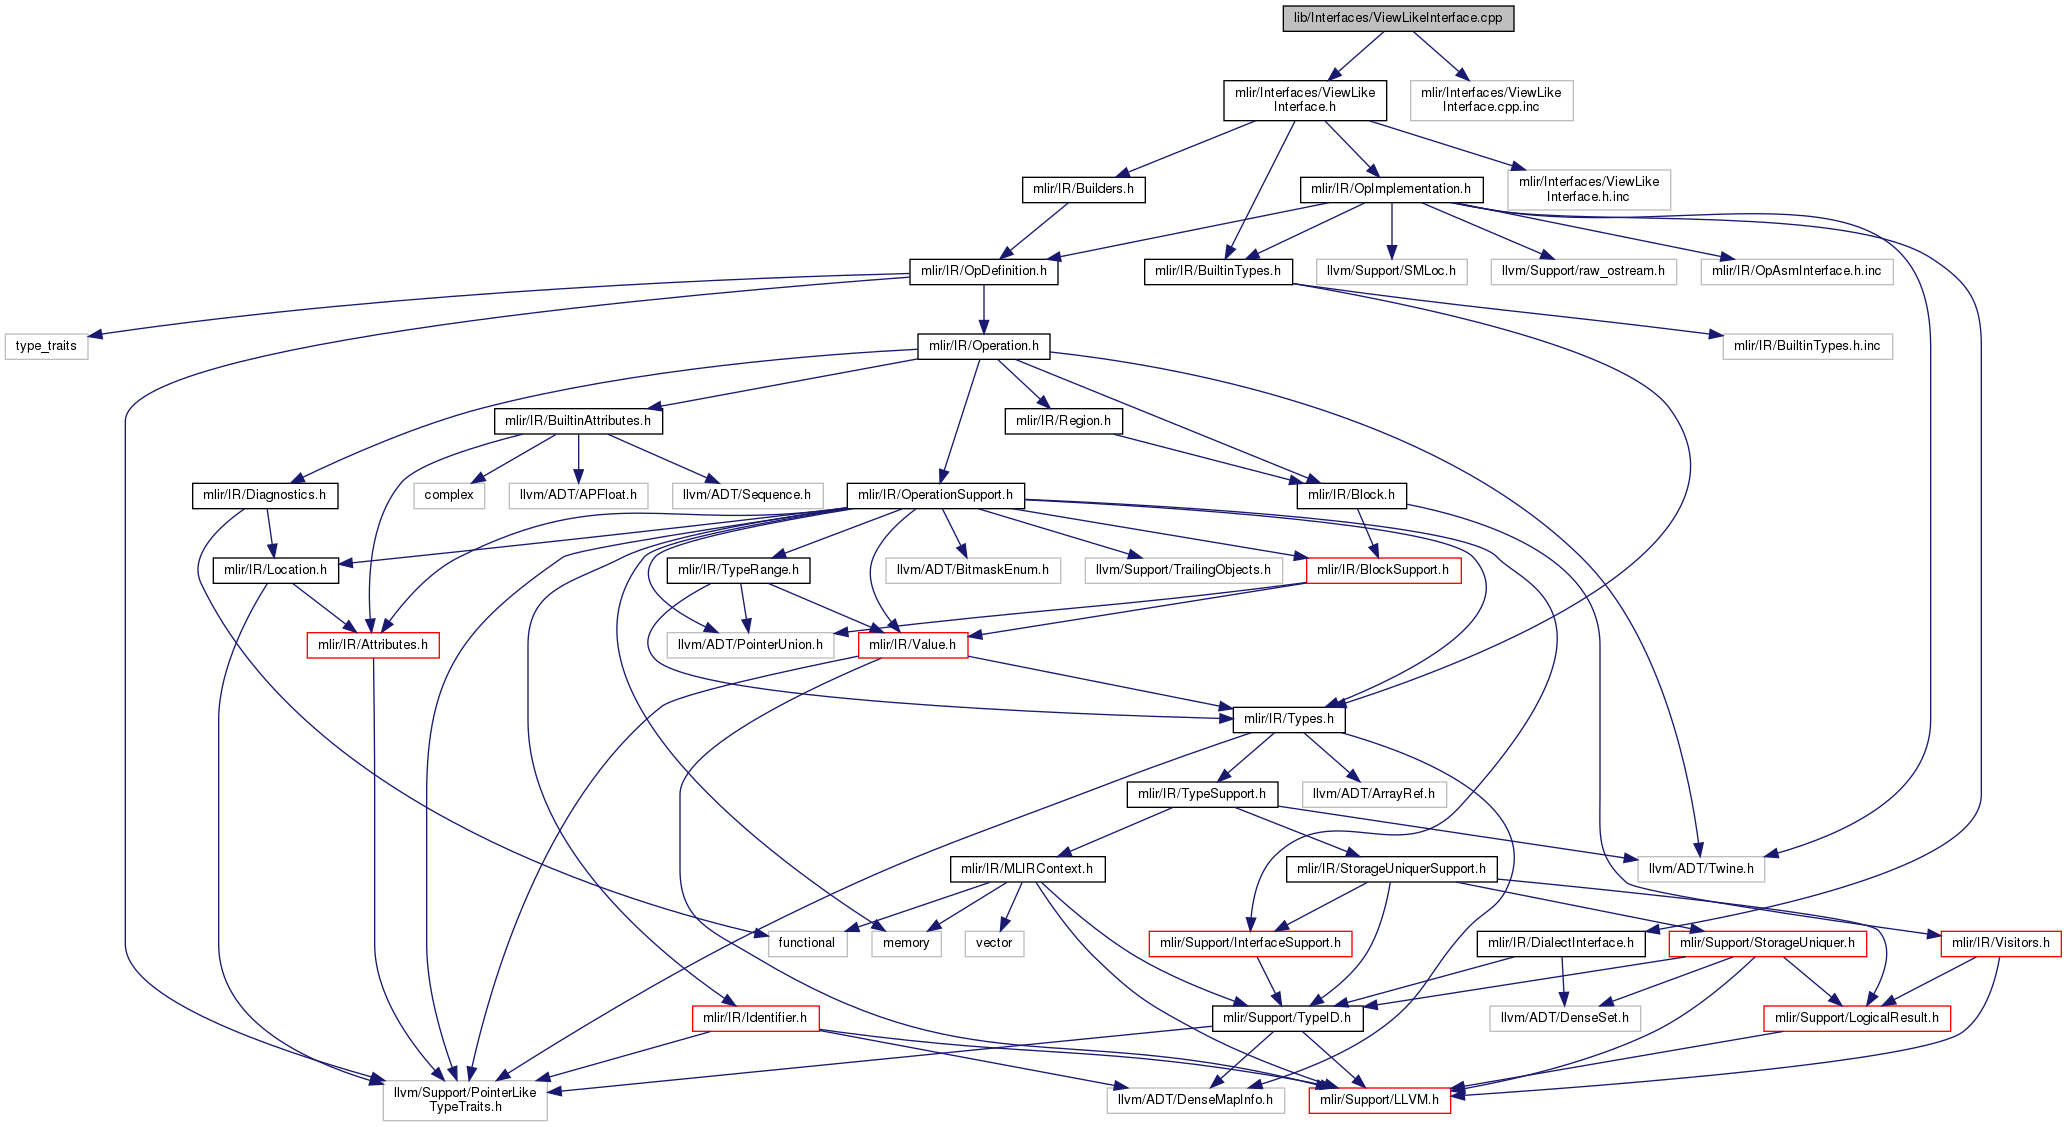 lib/Interfaces/ViewLikeInterface.cpp
mlir/Interfaces/ViewLike
Interface.h
mlir/Interfaces/ViewLike
Interface.cpp.inc
mlir/IR/Builders.h
mlir/IR/OpImplementation.h
mlir/Interfaces/ViewLike
Interface.h.inc
mlir/IR/OpDefinition.h
mlir/IR/BuiltinTypes.h
llvm/Support/SMLoc.h
llvm/Support/raw_ostream.h
mlir/IR/OpAsmInterface.h.inc
type_traits
mlir/IR/Operation.h
mlir/IR/BuiltinTypes.h.inc
mlir/IR/BuiltinAttributes.h
mlir/IR/Region.h
mlir/IR/Diagnostics.h
complex
llvm/ADT/APFloat.h
llvm/ADT/Sequence.h
mlir/IR/OperationSupport.h
mlir/IR/Block.h
mlir/IR/Location.h
mlir/IR/TypeRange.h
llvm/ADT/BitmaskEnum.h
llvm/Support/TrailingObjects.h
mlir/IR/BlockSupport.h
mlir/IR/Attributes.h
llvm/ADT/PointerUnion.h
mlir/IR/Value.h
mlir/IR/Types.h
mlir/IR/TypeSupport.h
llvm/ADT/ArrayRef.h
mlir/IR/MLIRContext.h
mlir/IR/StorageUniquerSupport.h
llvm/ADT/Twine.h
functional
memory
vector
mlir/Support/InterfaceSupport.h
mlir/IR/DialectInterface.h
mlir/Support/StorageUniquer.h
mlir/IR/Visitors.h
mlir/IR/Identifier.h
mlir/Support/TypeID.h
llvm/ADT/DenseSet.h
mlir/Support/LogicalResult.h
llvm/Support/PointerLike
TypeTraits.h
llvm/ADT/DenseMapInfo.h
mlir/Support/LLVM.h